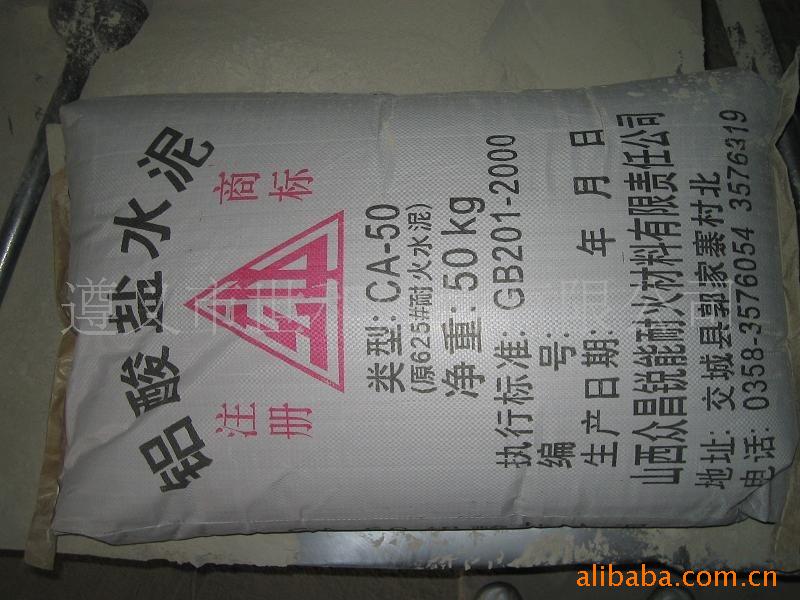 铝酸盐水泥
注册
商标
类型: CA-50
(原625#耐火水泥)
净重: 50 kg
执行标准: GB201-2000
编 号:
生产日期: 年 月 日
山西众昌锐能耐火材料有限责任公司
地址: 交城县郭家寨村北
电话: 0358-3576054 3576319
alibaba.com.cn